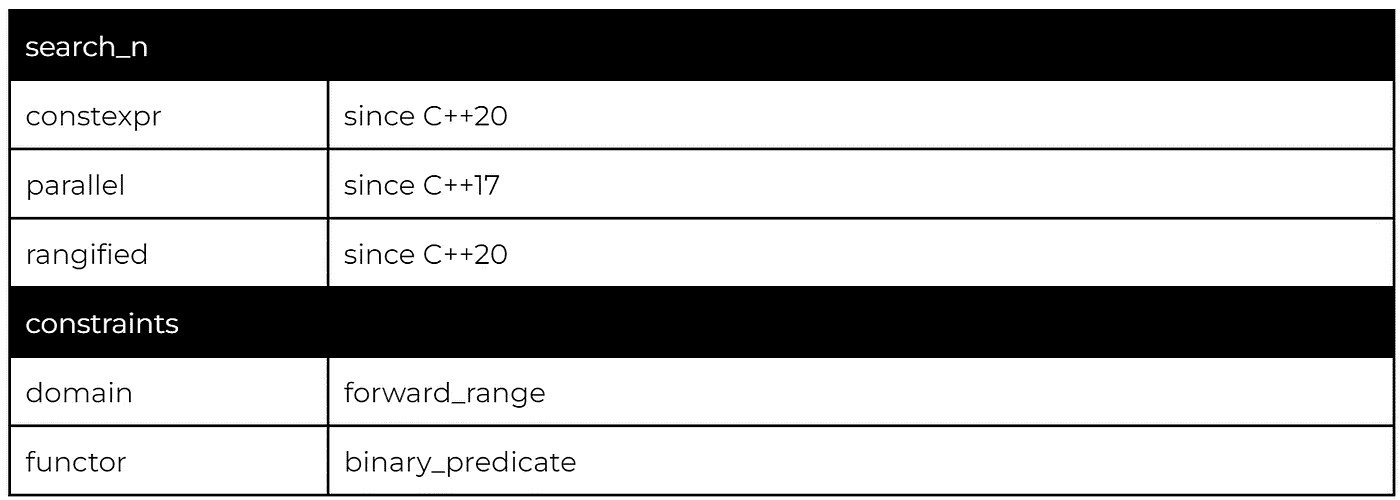 search_n
constexpr since C++20
parallel since C++17
rangified since C++20
constraints
domain forward_range
functor binary_predicate